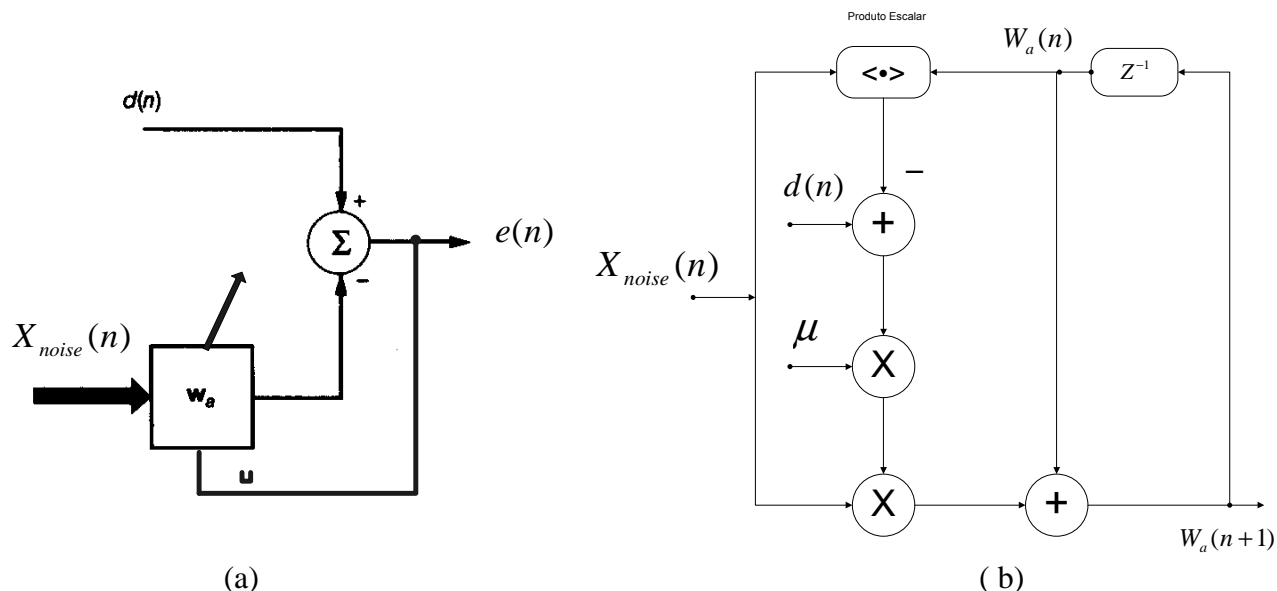 d(n)
+
Σ
e(n)
-
X_noise(n)
w_a
u
(a)
Produto Escalar
W_a(n)
<•>
Z^-1
−
d(n)
+
X_noise(n)
μ
X
X
+
W_a(n+1)
( b)